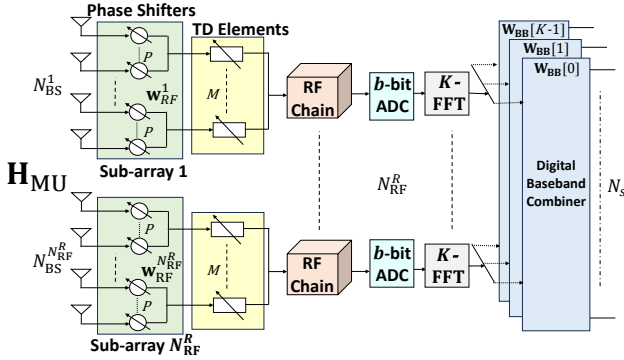 Phase Shifters
TD Elements
W_BB[K-1]
W_BB[1]
W_BB[0]
P
N_BS^1
w_RF^1
M
P
RF
Chain
b-bit
ADC
K-
FFT
Sub-array 1
Digital
Baseband
Combiner
H_MU
N_RF^R
N_s
P
N_BS^{N_RF^R}
w_RF^{N_RF^R}
M
P
RF
Chain
b-bit
ADC
K-
FFT
Sub-array N_RF^R